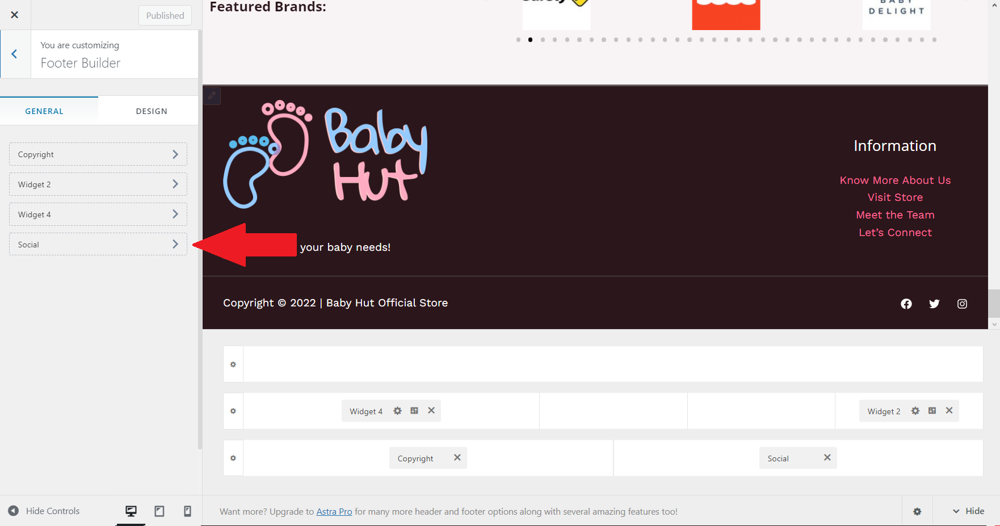 Published
You are customizing
Footer Builder
GENERAL
DESIGN
Copyright
Widget 2
Widget 4
Social
Featured Brands:
BABY
DELIGHT
Baby
Hut
your baby needs!
Information
Know More About Us
Visit Store
Meet the Team
Let's Connect
Copyright © 2022 | Baby Hut Official Store
Widget 4
Widget 2
Copyright
Social
Hide Controls
Want more? Upgrade to Astra Pro for many more header and footer options along with several amazing features too!
Hide